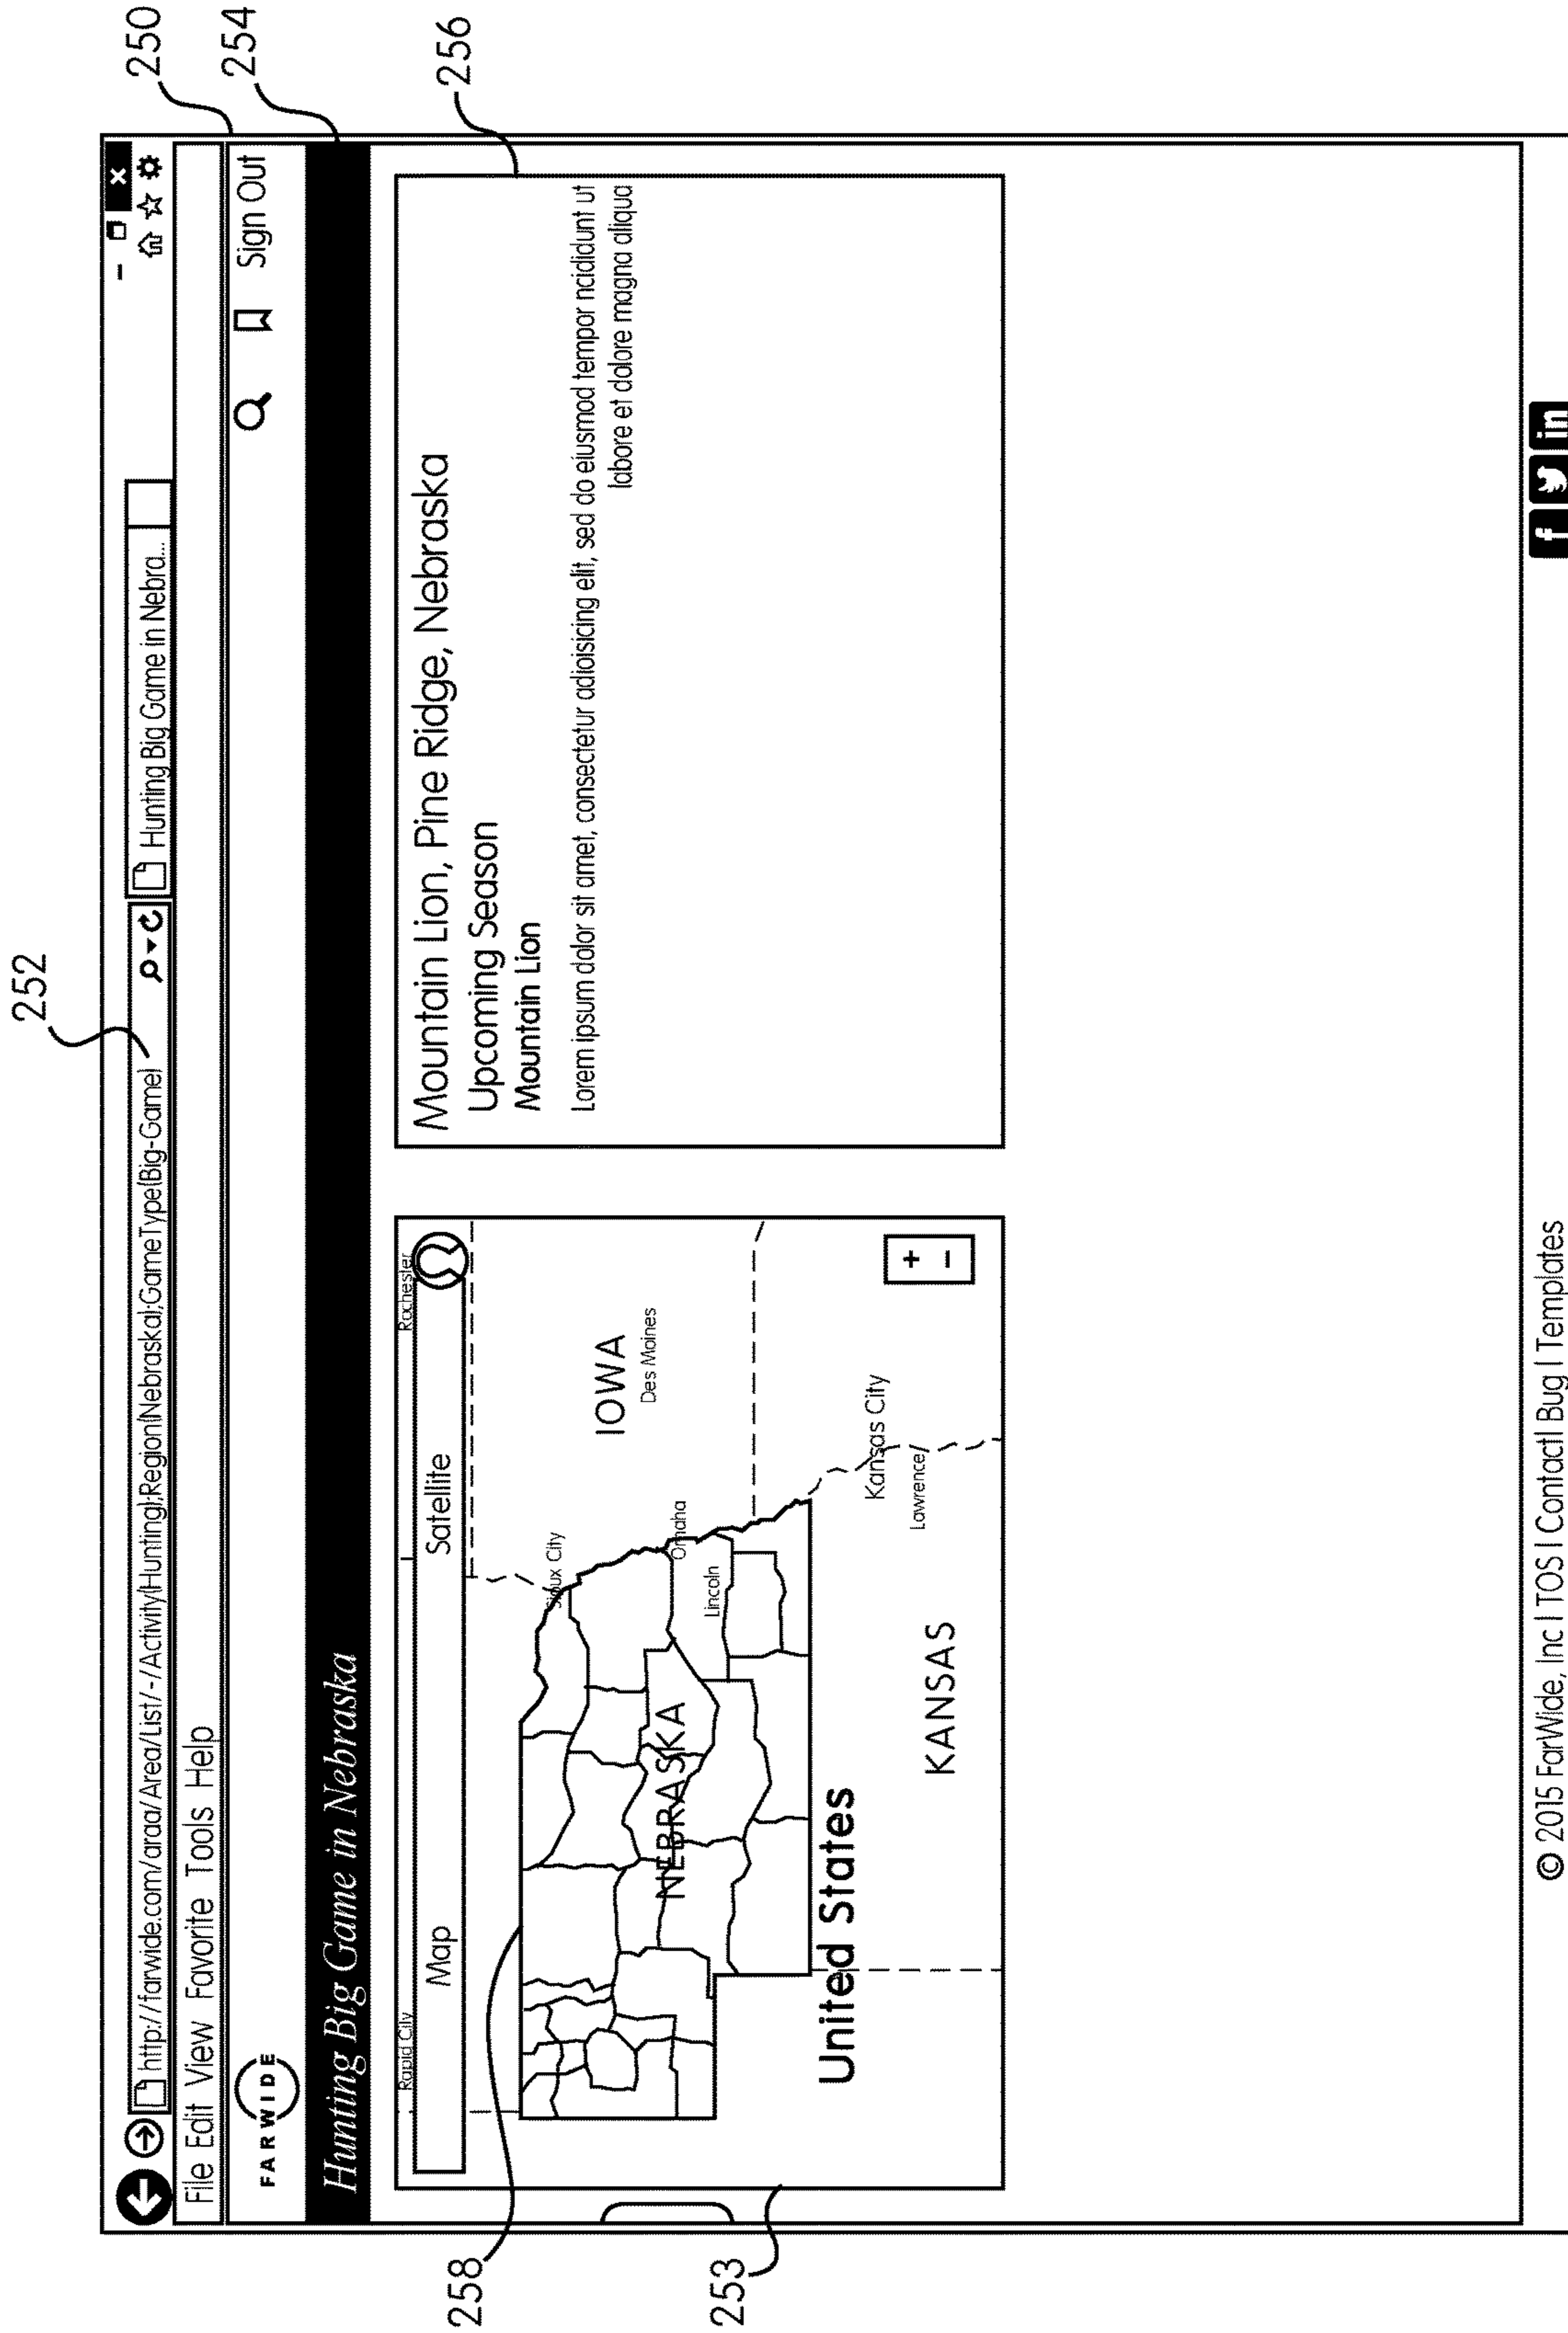 252
250
254
256
258
253
http://farwide.com/araa/Area/List/-/Activity(Hunting);Region(Nebraska);GameType(Big-Game)
Hunting Big Game in Nebra...
File Edit View Favorite Tools Help
FARWIDE
Sign Out
Hunting Big Game in Nebraska
Rapid City
Rochester
Map
Satellite
Sioux City
IOWA
Des Moines
NEBRASKA
Omaha
Lincoln
United States
Kansas City
Lawrence
KANSAS
+
-
Mountain Lion, Pine Ridge, Nebraska
Upcoming Season
Mountain Lion
Lorem ipsum dolor sit amet, consectetur adioisicing elit, sed do eiusmod tempor ncididunt ut
labore et dolore magna aliqua
© 2015 FarWide, Inc | TOS | Contact| Bug | Templates
f in